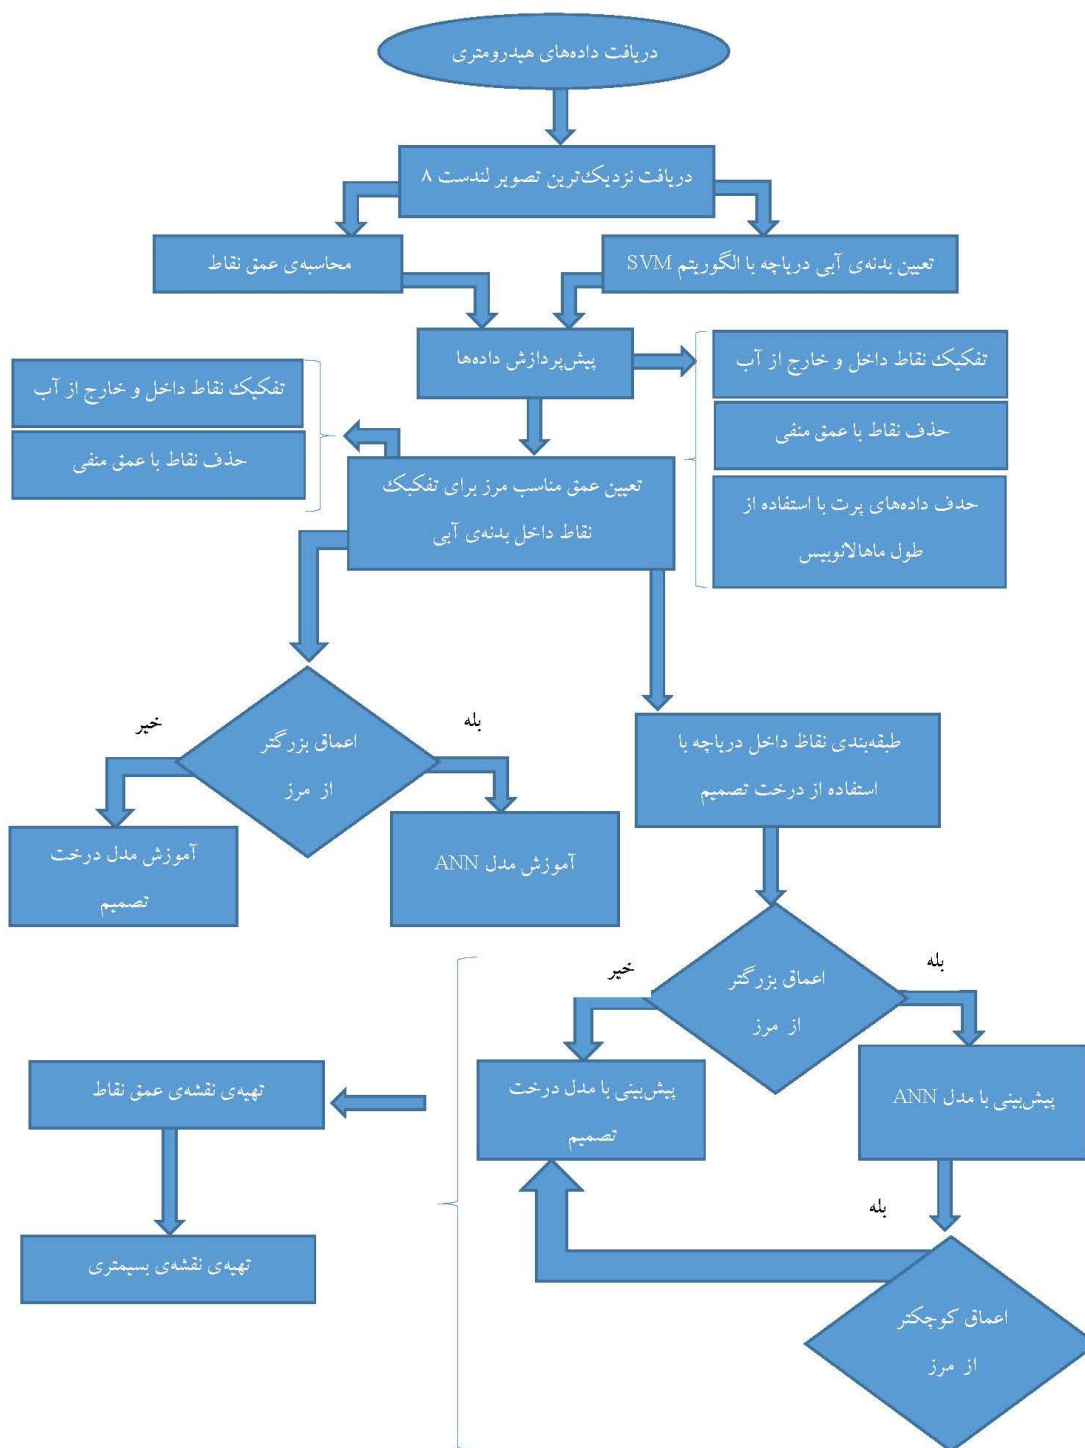 دریافت داده‌های هیدرومتری
دریافت نزدیک‌ترین تصویر لندست ۸
تعیین بدنه‌ی آبی دریاچه با الگوریتم SVM
محاسبه‌ی عمق نقاط
پیش‌پردازش داده‌ها
تفکیک نقاط داخل و خارج از آب
حذف نقاط با عمق منفی
حدف داده‌های پرت با استفاده از
طول ماهالانوبیس
تفکیک نقاط داخل و خارج از آب
حذف نقاط با عمق منفی
تعیین عمق مناسب مرز برای تفکیک
نقاط داخل بدنه‌ی آبی
بله
خیر
اعماق بزرگتر
از مرز
آموزش مدل ANN
آموزش مدل درخت
تصمیم
طبقه‌بندی نقاظ داخل دریاچه با
استفاده از درخت تصمیم
بله
خیر
اعماق بزرگتر
از مرز
پیش‌بینی با مدل ANN
پیش‌بینی با مدل درخت
تصمیم
بله
اعماق کوچکتر
از مرز
تهیه‌ی نقشه‌ی عمق نقاط
تهیه‌ی نقشه‌ی بسیمتری